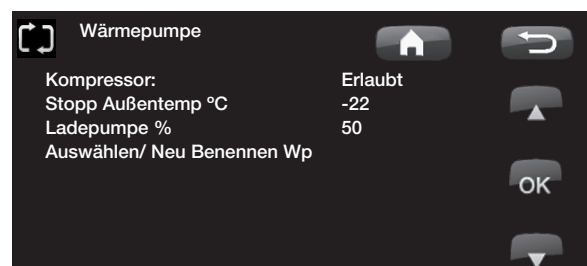 Wärmepumpe
Kompressor: Erlaubt
Stopp Außentemp °C -22
Ladepumpe % 50
Auswählen/ Neu Benennen Wp
OK